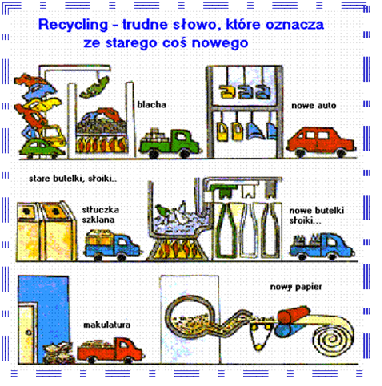 Recycling - trudne słowo, które oznacza
ze starego coś nowego
blacha
nowe auto
stare butelki, słoiki..
stłuczka
szklana
nowe butelki
słoiki...
nowy papier
makulatura